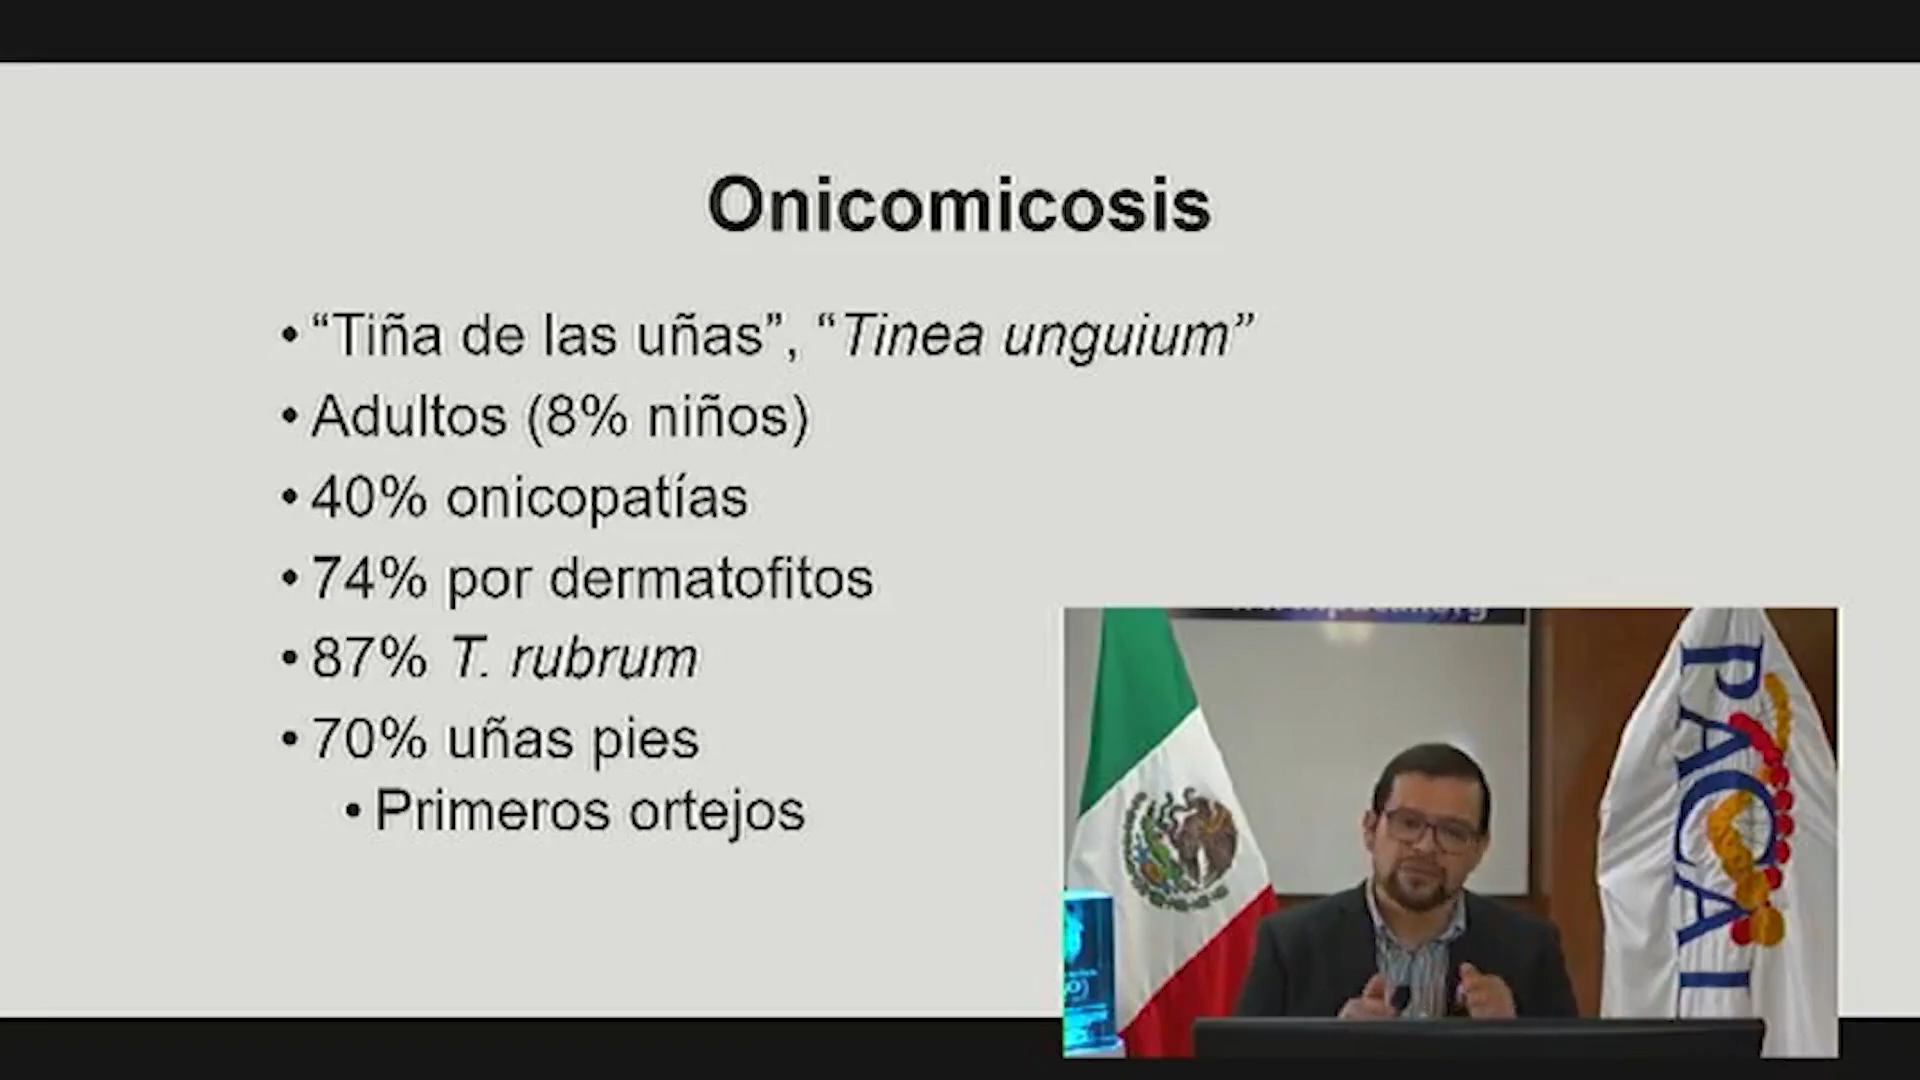 Onicomicosis
• “Tiña de las uñas”, “Tinea unguium”
• Adultos (8% niños)
• 40% onicopatías
• 74% por dermatofitos
• 87% T. rubrum
• 70% uñas pies
• Primeros ortejos
PACAL